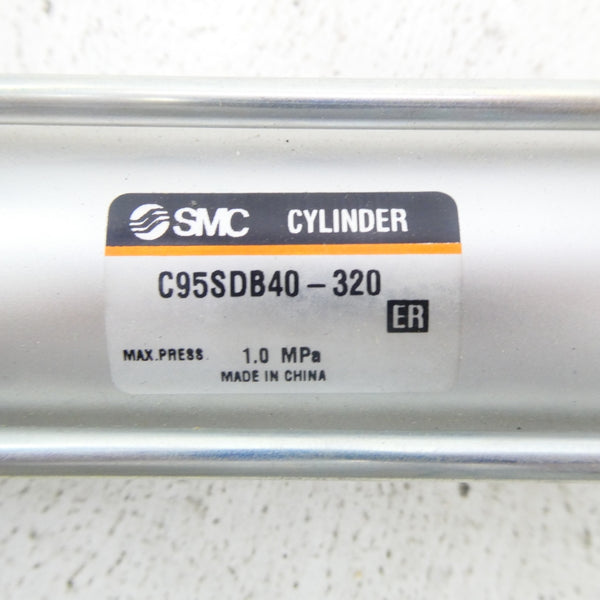 SMC CYLINDER
C95SDB40-320
ER
MAX.PRESS. 1.0 MPa
MADE IN CHINA